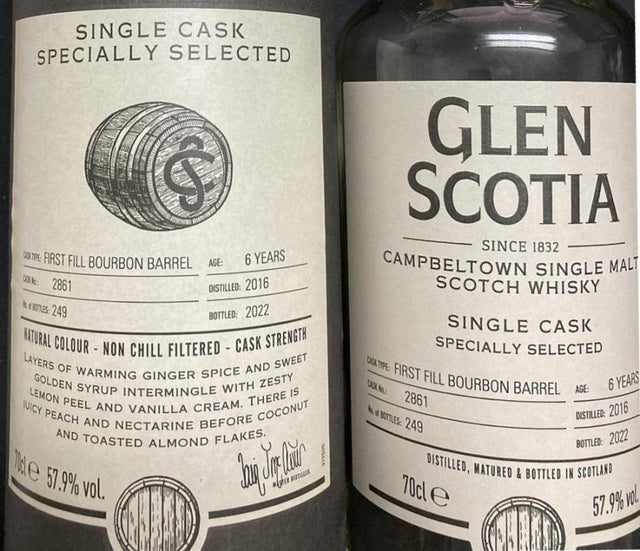 SINGLE CASK
SPECIALLY SELECTED
CASK TYPE: FIRST FILL BOURBON BARREL
AGE: 6 YEARS
CASK No.: 2861
DISTILLED: 2016
No. of BOTTLES: 249
BOTTLED: 2022
NATURAL COLOUR - NON CHILL FILTERED - CASK STRENGTH
LAYERS OF WARMING GINGER SPICE AND SWEET
GOLDEN SYRUP INTERMINGLE WITH ZESTY
LEMON PEEL AND VANILLA CREAM. THERE IS
JUICY PEACH AND NECTARINE BEFORE COCONUT
AND TOASTED ALMOND FLAKES.
MASTER DISTILLER
70cl e 57.9% vol.
GLEN
SCOTIA
SINCE 1832
CAMPBELTOWN SINGLE MALT
SCOTCH WHISKY
SINGLE CASK
SPECIALLY SELECTED
CASK TYPE: FIRST FILL BOURBON BARREL
AGE: 6 YEARS
CASK No.: 2861
DISTILLED: 2016
No. of BOTTLES: 249
BOTTLED: 2022
DISTILLED, MATURED & BOTTLED IN SCOTLAND
70cl e
57.9% vol.